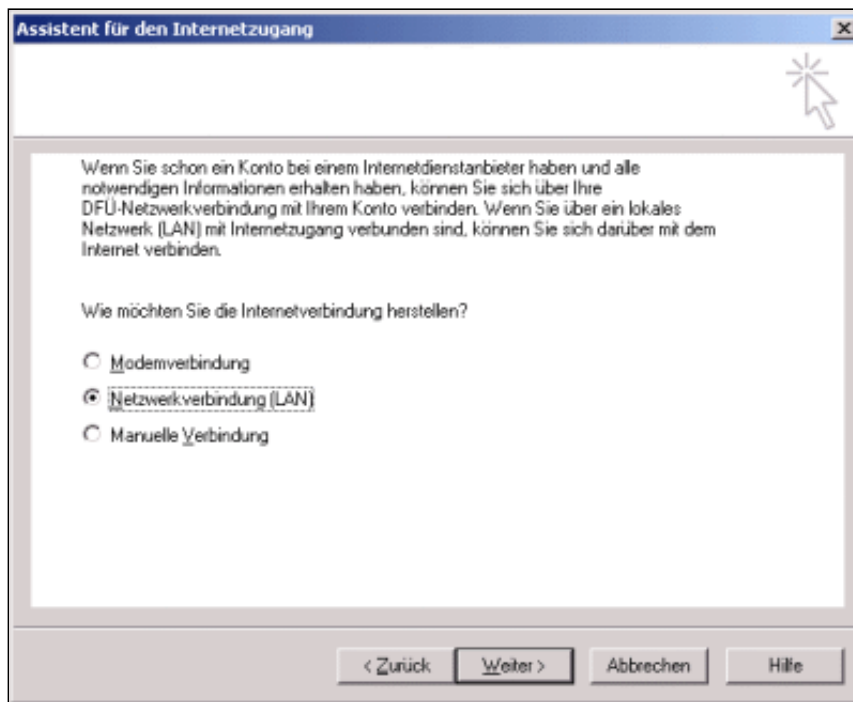 Assistent für den Internetzugang
Wenn Sie schon ein Konto bei einem Internetdienstanbieter haben und alle
notwendigen Informationen erhalten haben, können Sie sich über Ihre
DFÜ-Netzwerkverbindung mit Ihrem Konto verbinden. Wenn Sie über ein lokales
Netzwerk (LAN) mit Internetzugang verbunden sind, können Sie sich darüber mit dem
Internet verbinden.
Wie möchten Sie die Internetverbindung herstellen?
Modemverbindung
Netzwerkverbindung (LAN)
Manuelle Verbindung
< Zurück Weiter > Abbrechen Hilfe